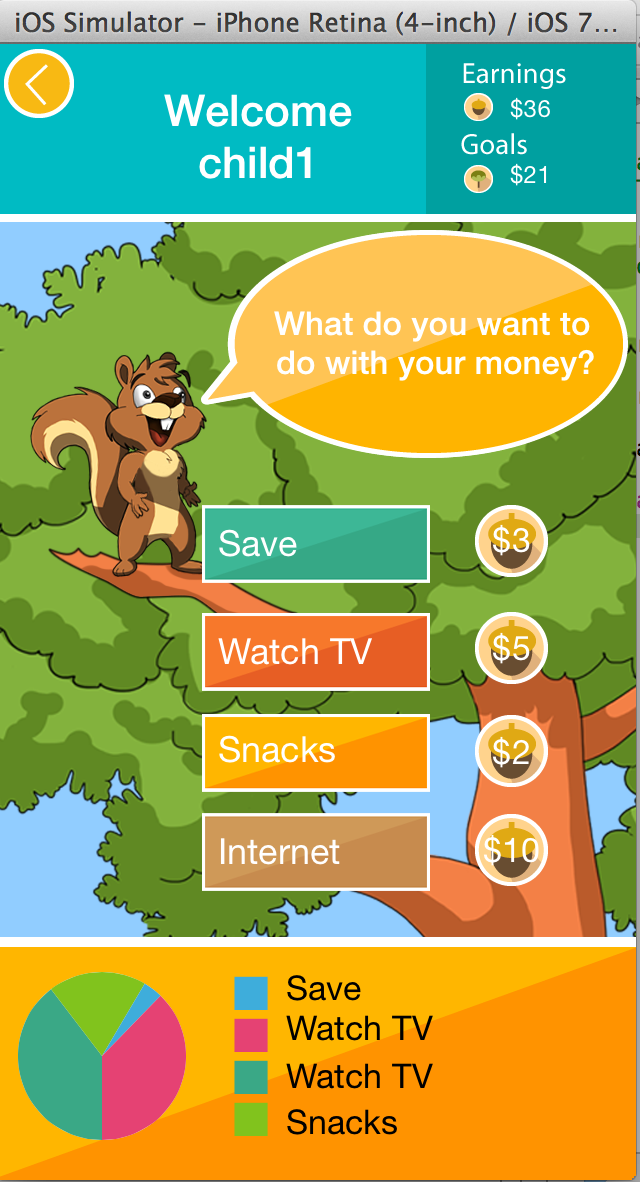 iOS Simulator – iPhone Retina (4-inch) / iOS 7...
Welcome
child1
Earnings
$36
Goals
$21
What do you want to
do with your money?
Save $3
Watch TV $5
Snacks $2
Internet $10
Save
Watch TV
Watch TV
Snacks